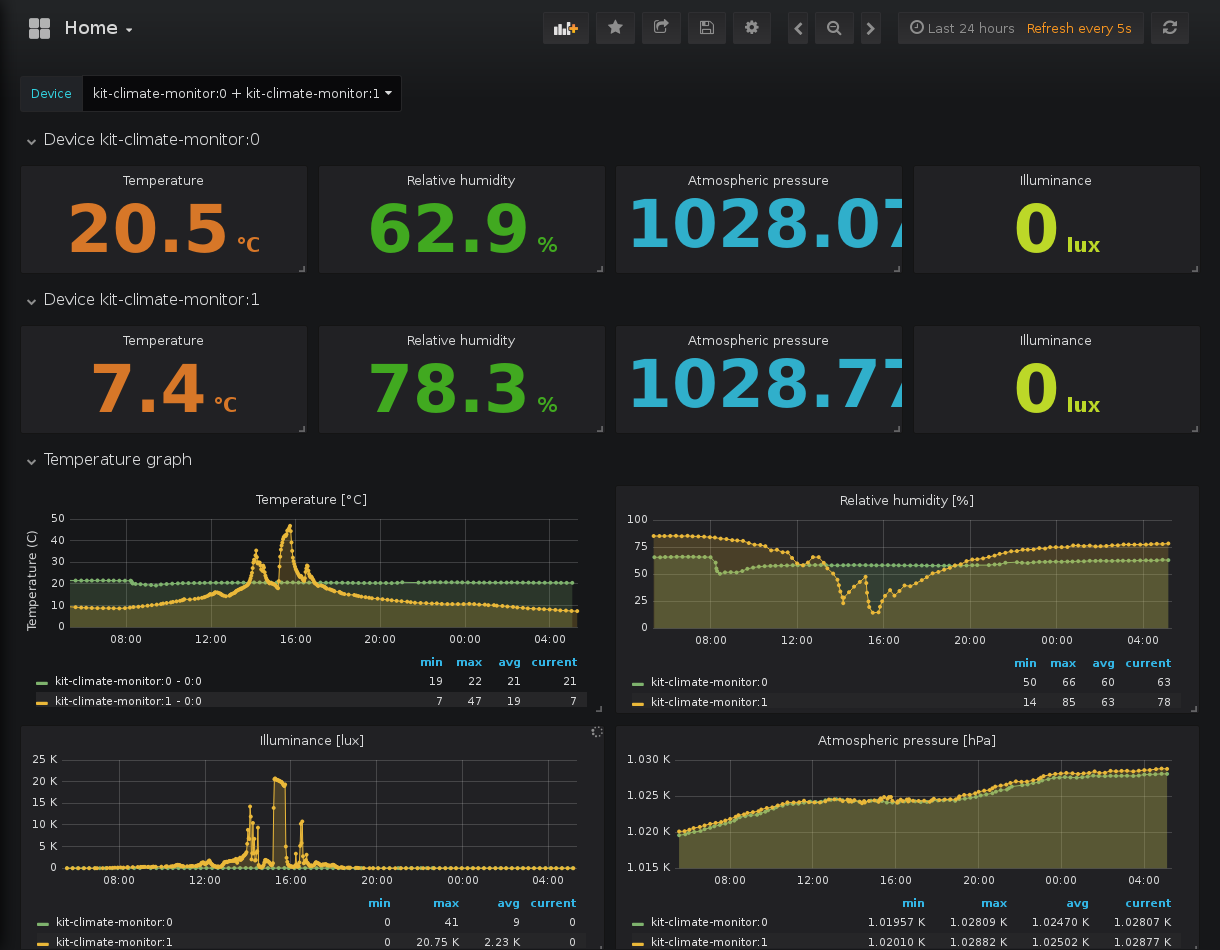 Home
Last 24 hours Refresh every 5s
Device kit-climate-monitor:0 + kit-climate-monitor:1
Device kit-climate-monitor:0
Temperature Relative humidity Atmospheric pressure Illuminance
20.5 °C 62.9 % 1028.07 0 lux
Device kit-climate-monitor:1
Temperature Relative humidity Atmospheric pressure Illuminance
7.4 °C 78.3 % 1028.77 0 lux
Temperature graph
Temperature [°C]
Temperature (C)
50
40
30
20
10
0
08:00 12:00 16:00 20:00 00:00 04:00
min max avg current
kit-climate-monitor:0 - 0:0 19 22 21 21
kit-climate-monitor:1 - 0:0 7 47 19 7
Relative humidity [%]
100
75
50
25
0
08:00 12:00 16:00 20:00 00:00 04:00
min max avg current
kit-climate-monitor:0 50 66 60 63
kit-climate-monitor:1 14 85 63 78
Illuminance [lux]
25 K
20 K
15 K
10 K
5 K
0
08:00 12:00 16:00 20:00 00:00 04:00
min max avg current
kit-climate-monitor:0 0 41 9 0
kit-climate-monitor:1 0 20.75 K 2.23 K 0
Atmospheric pressure [hPa]
1.030 K
1.025 K
1.020 K
1.015 K
08:00 12:00 16:00 20:00 00:00 04:00
min max avg current
kit-climate-monitor:0 1.01957 K 1.02809 K 1.02470 K 1.02807 K
kit-climate-monitor:1 1.02010 K 1.02882 K 1.02502 K 1.02877 K